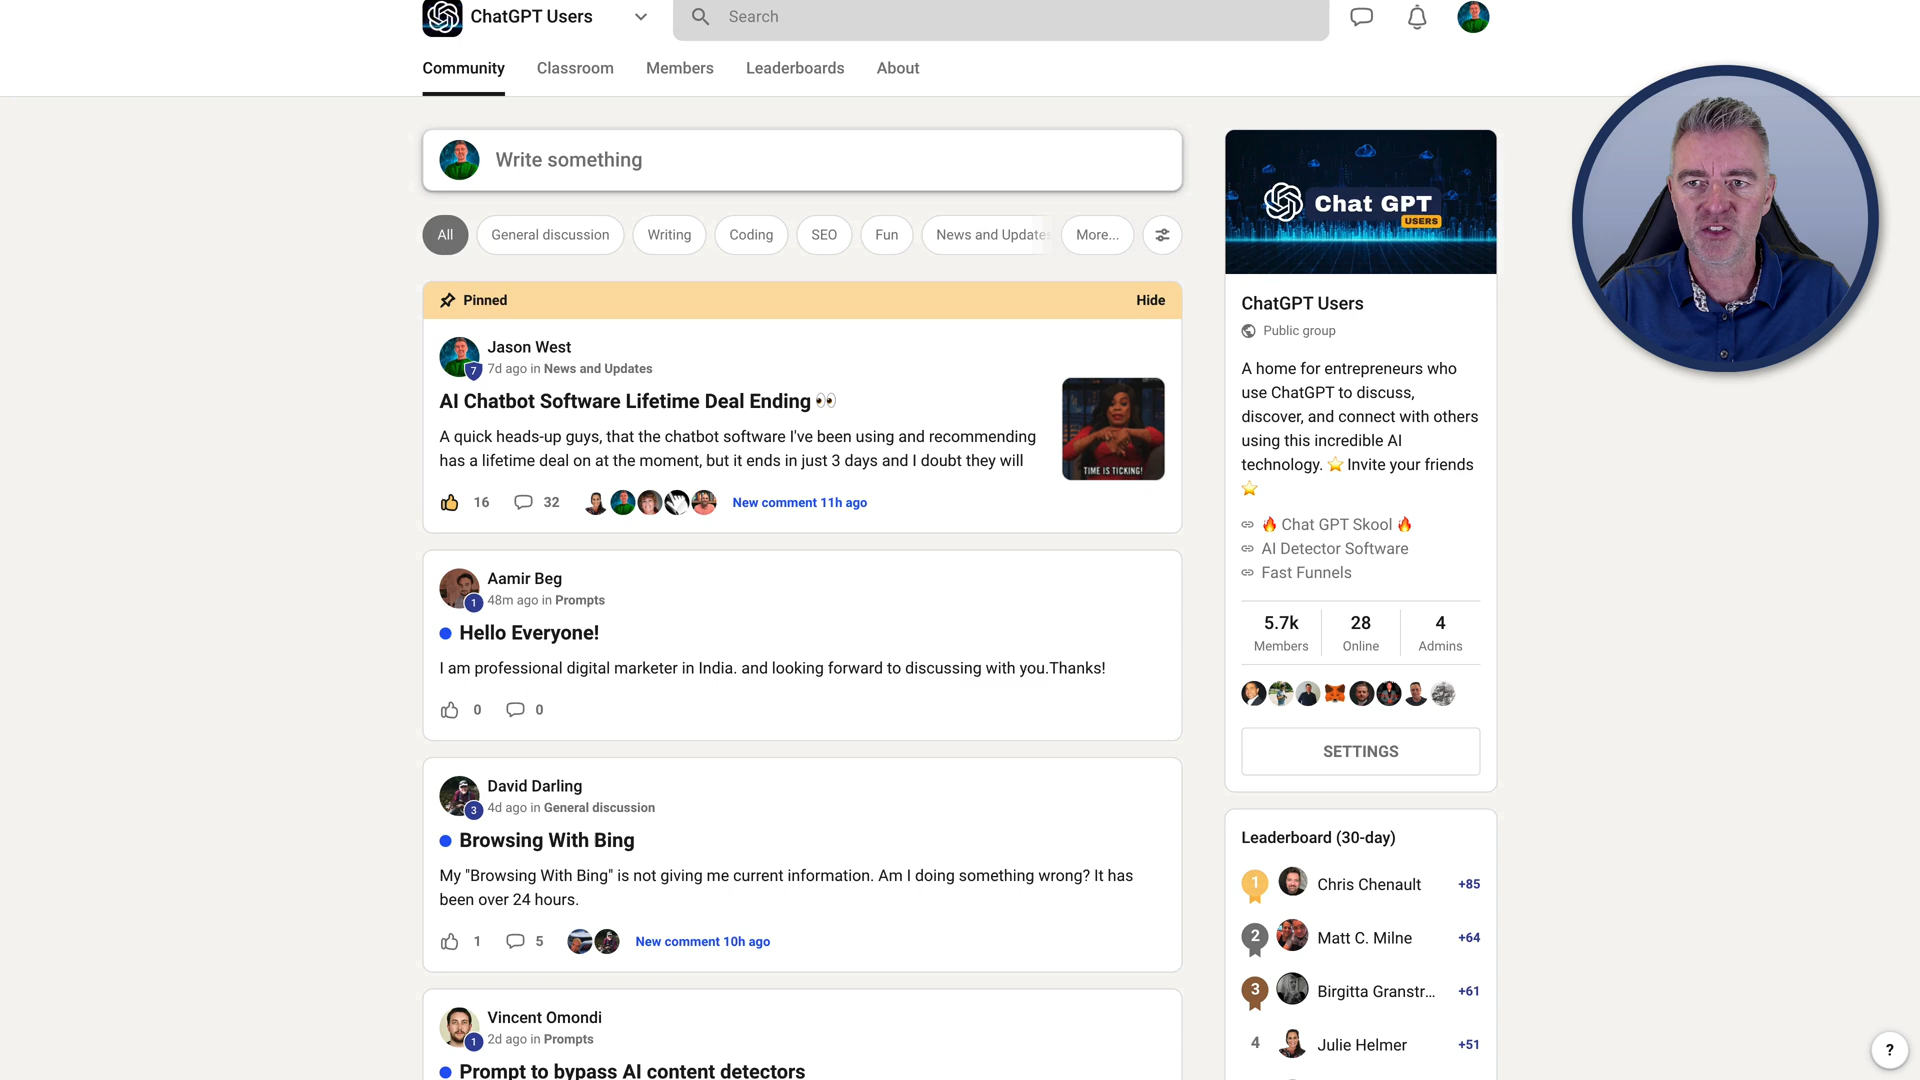 ChatGPT Users
Search
Community
Classroom
Members
Leaderboards
About
Write something
All
General discussion
Writing
Coding
SEO
Fun
News and Updates
More...
Pinned
Hide
Jason West
7
7d ago in News and Updates
AI Chatbot Software Lifetime Deal Ending 👀
A quick heads-up guys, that the chatbot software I've been using and recommending
has a lifetime deal on at the moment, but it ends in just 3 days and I doubt they will
TIME IS TICKING!
16
32
New comment 11h ago
Aamir Beg
1
48m ago in Prompts
Hello Everyone!
I am professional digital marketer in India. and looking forward to discussing with you.Thanks!
0
0
David Darling
3
4d ago in General discussion
Browsing With Bing
My "Browsing With Bing" is not giving me current information. Am I doing something wrong? It has
been over 24 hours.
1
5
New comment 10h ago
Vincent Omondi
1
2d ago in Prompts
Prompt to bypass AI content detectors
Chat GPT
USERS
ChatGPT Users
Public group
A home for entrepreneurs who
use ChatGPT to discuss,
discover, and connect with others
using this incredible AI
technology. ⭐ Invite your friends
⭐
🔥 Chat GPT Skool 🔥
AI Detector Software
Fast Funnels
5.7k
Members
28
Online
4
Admins
SETTINGS
Leaderboard (30-day)
1
Chris Chenault
+85
2
Matt C. Milne
+64
3
Birgitta Granstr...
+61
4
Julie Helmer
+51
?